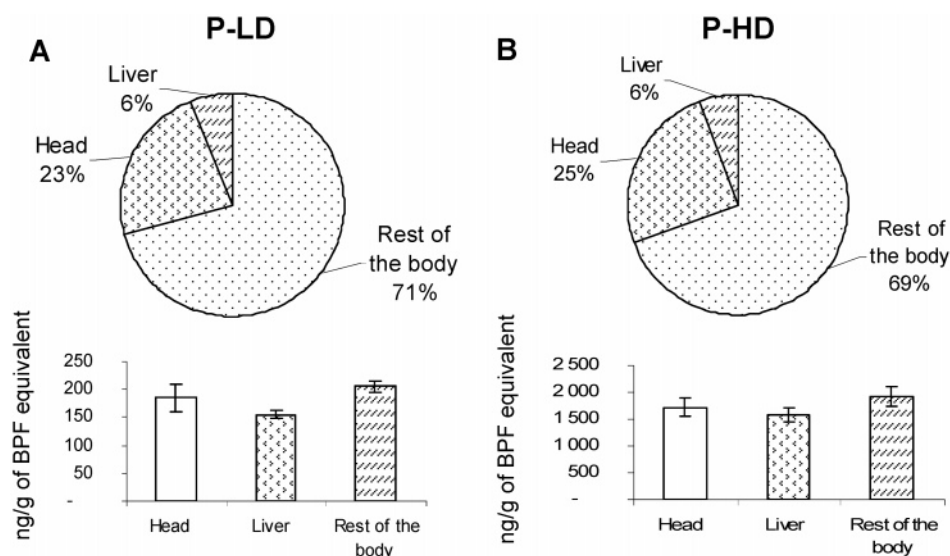 A
P-LD
Liver
6%
Head
23%
Rest of
the body
71%
ng/g of BPF equivalent
250
200
150
100
50
-
Head
Liver
Rest of the
body
B
P-HD
Liver
6%
Head
25%
Rest of
the body
69%
ng/g of BPF equivalent
2 500
2 000
1 500
1 000
500
-
Head
Liver
Rest of the
body